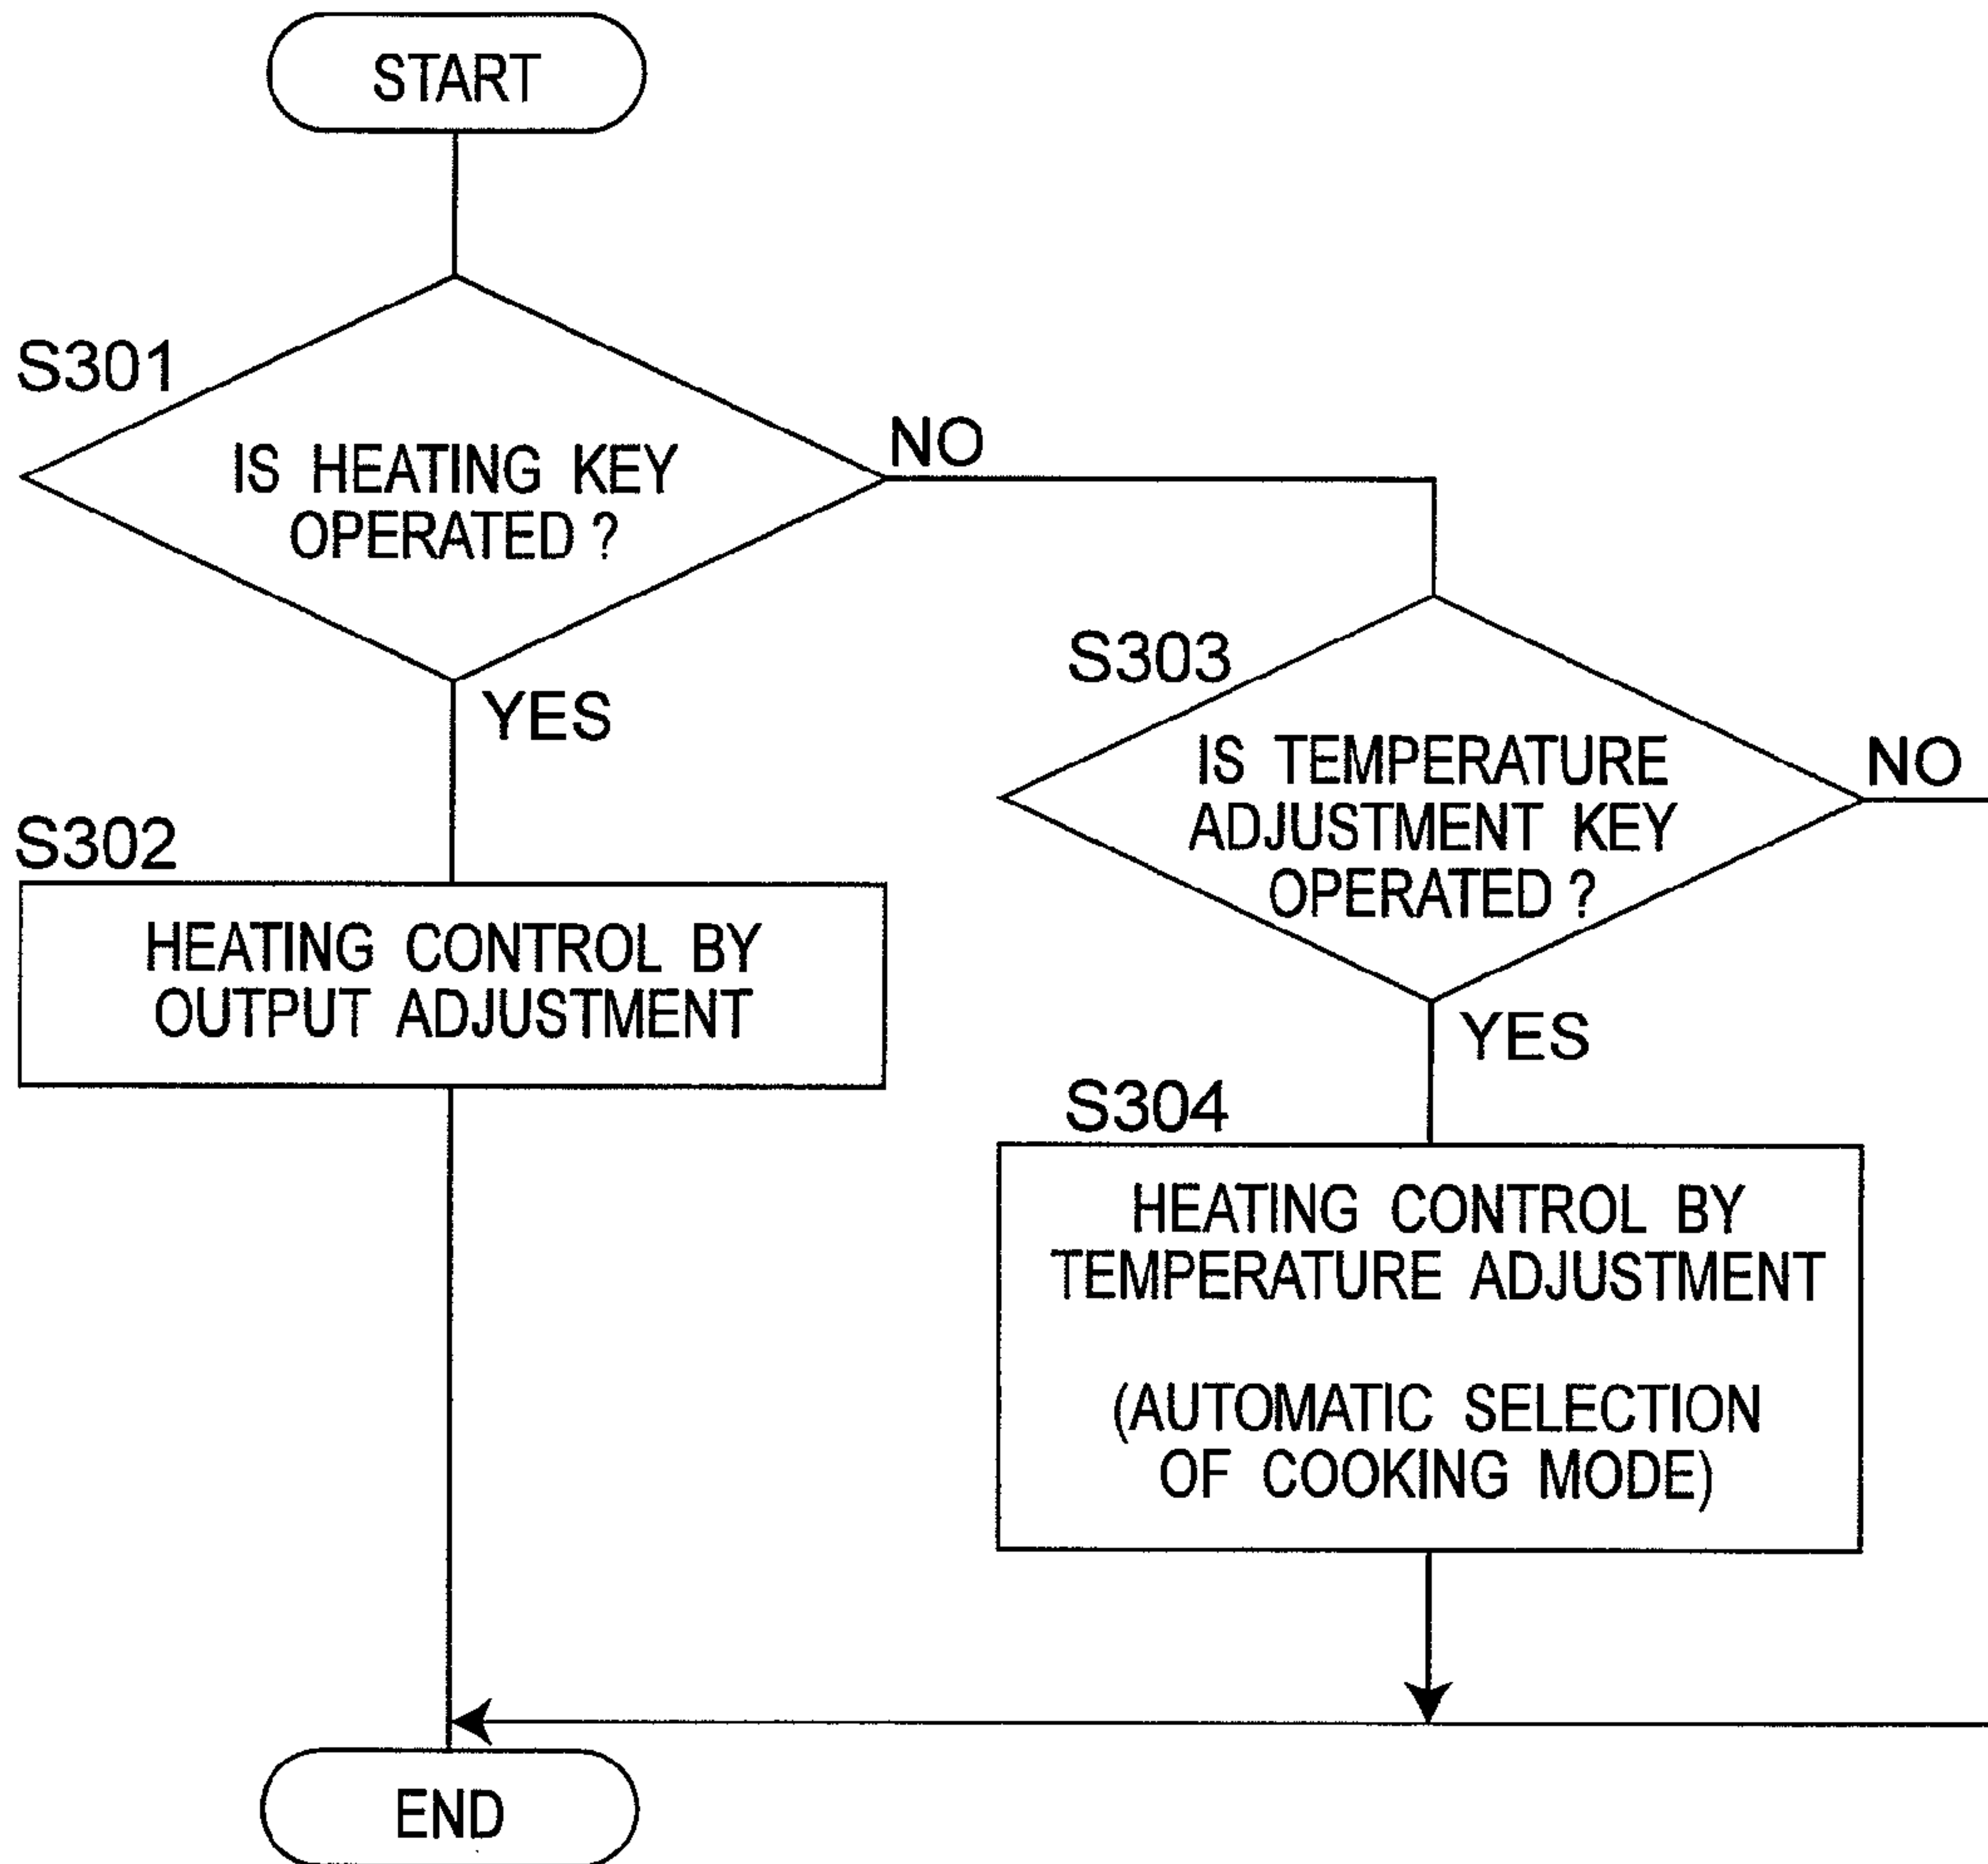 START
S301
IS HEATING KEY
OPERATED ?
NO
YES
S302
HEATING CONTROL BY
OUTPUT ADJUSTMENT
S303
IS TEMPERATURE
ADJUSTMENT KEY
OPERATED ?
NO
YES
S304
HEATING CONTROL BY
TEMPERATURE ADJUSTMENT
(AUTOMATIC SELECTION
OF COOKING MODE)
END